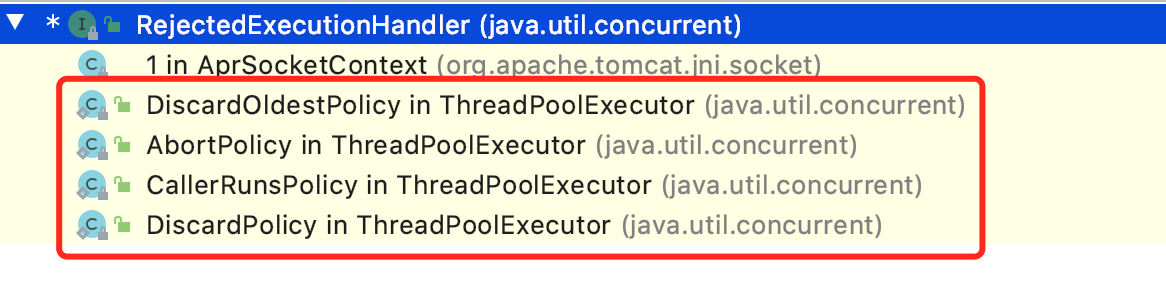 * I RejectedExecutionHandler (java.util.concurrent)
C 1 in AprSocketContext (org.apache.tomcat.jni.socket)
C DiscardOldestPolicy in ThreadPoolExecutor (java.util.concurrent)
C AbortPolicy in ThreadPoolExecutor (java.util.concurrent)
C CallerRunsPolicy in ThreadPoolExecutor (java.util.concurrent)
C DiscardPolicy in ThreadPoolExecutor (java.util.concurrent)